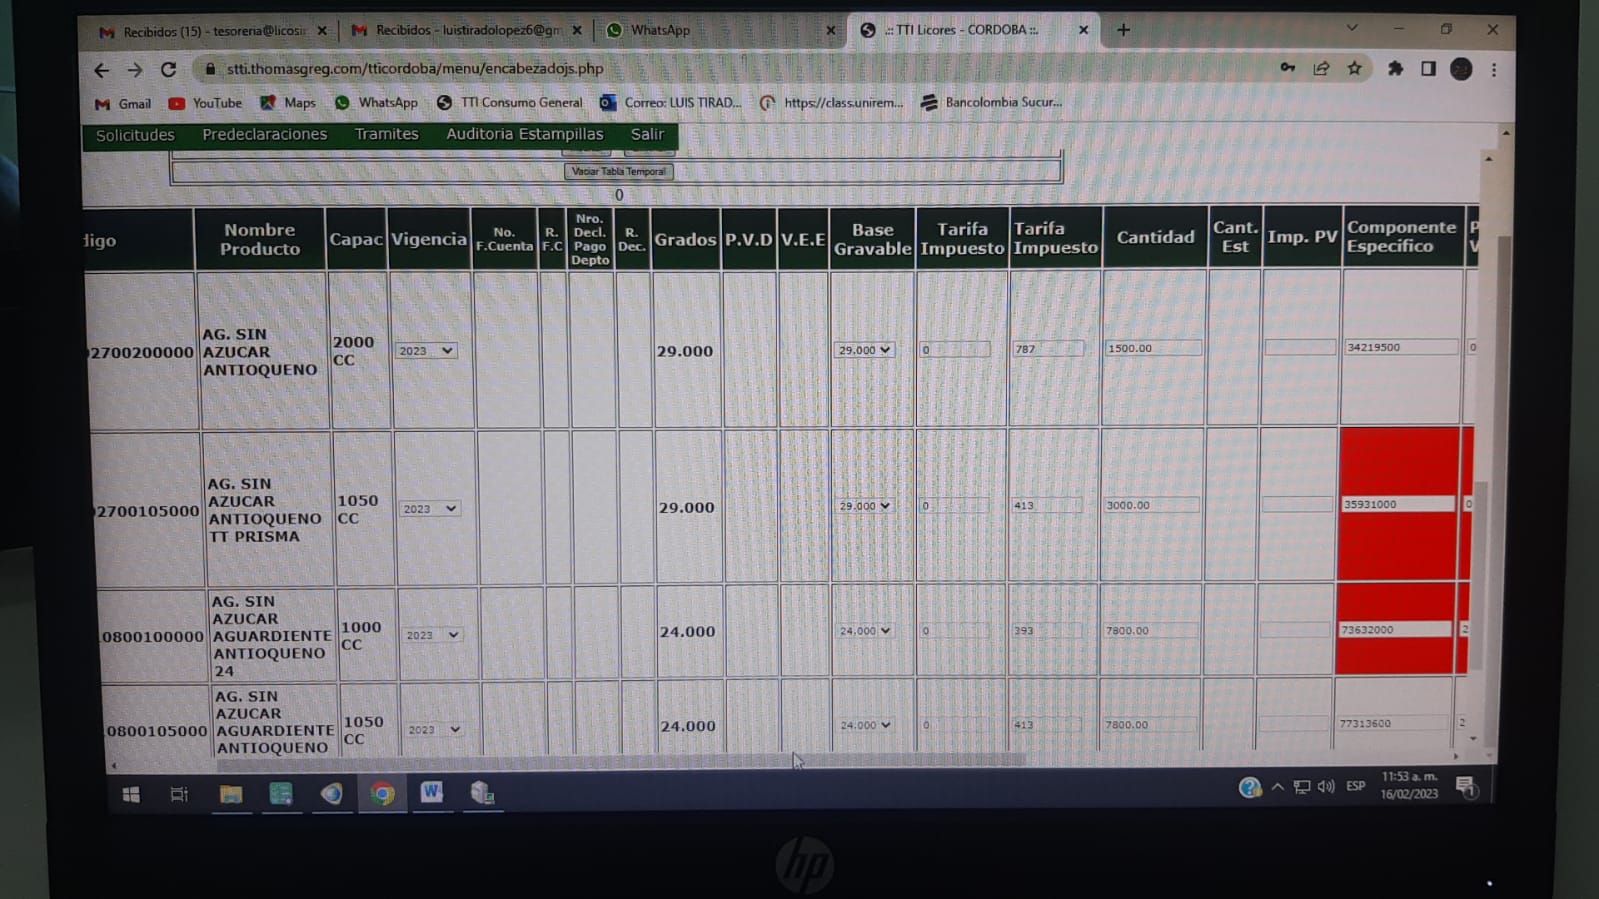 Recibidos (15) - tesoreria@licosi
Recibidos - luistiradolopez6@gm
WhatsApp
.:: TTI Licores - CORDOBA ::.
stti.thomasgreg.com/tticordoba/menu/encabezadojs.php
Gmail YouTube Maps WhatsApp TTI Consumo General Correo: LUIS TIRAD... https://class.unirem... Bancolombia Sucur...
Solicitudes Predeclaraciones Tramites Auditoria Estampillas Salir
Vaciar Tabla Temporal
0
digo
Nombre Producto
Capac
Vigencia
No. F.Cuenta
R. F.C
Nro. Decl. Pago Depto
R. Dec.
Grados
P.V.D
V.E.E
Base Gravable
Tarifa Impuesto
Tarifa Impuesto
Cantidad
Cant. Est
Imp. PV
Componente Especifico
P V
02700200000 AG. SIN AZUCAR ANTIOQUENO 2000 CC 2023 29.000 29.000 0 787 1500.00 34219500 0
02700105000 AG. SIN AZUCAR ANTIOQUENO TT PRISMA 1050 CC 2023 29.000 29.000 0 413 3000.00 35931000 0
0800100000 AG. SIN AZUCAR AGUARDIENTE ANTIOQUENO 24 1000 CC 2023 24.000 24.000 0 393 7800.00 73632000 2
0800105000 AG. SIN AZUCAR AGUARDIENTE ANTIOQUENO 1050 CC 2023 24.000 24.000 0 413 7800.00 77313600 2
ESP
11:53 a. m.
16/02/2023
1
hp